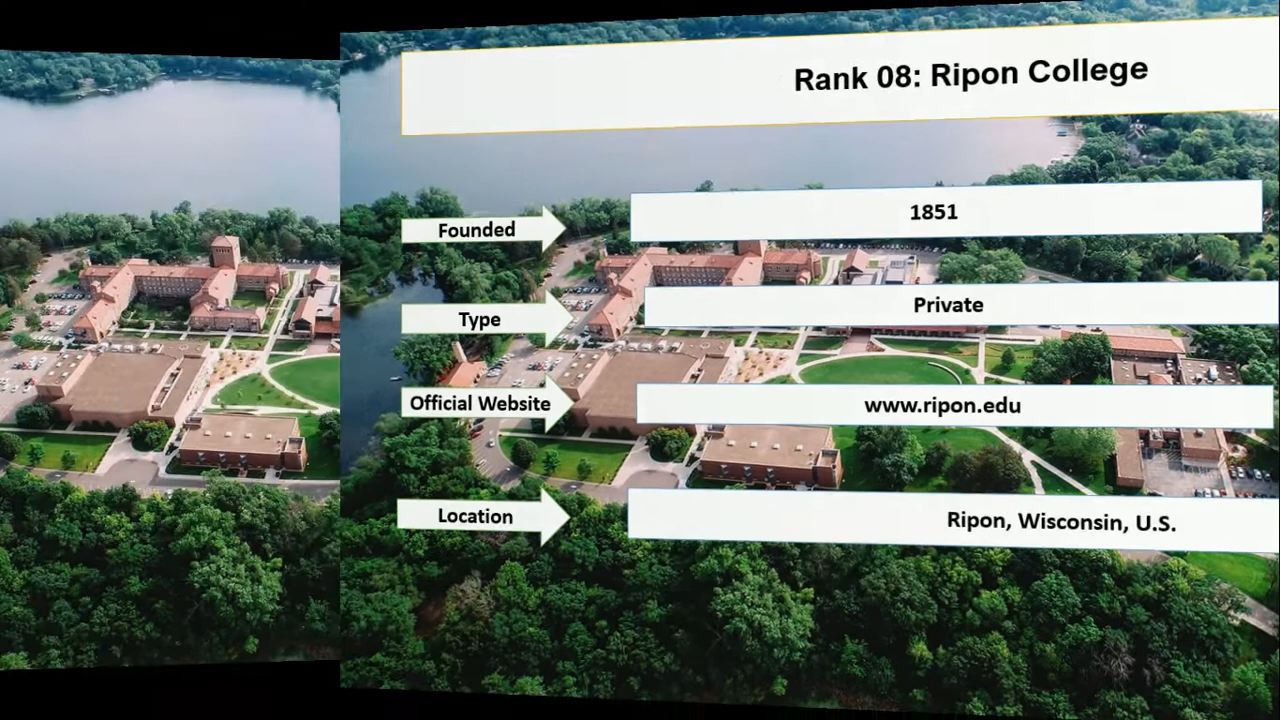 Rank 08: Ripon College
Founded
1851
Type
Private
Official Website
www.ripon.edu
Location
Ripon, Wisconsin, U.S.